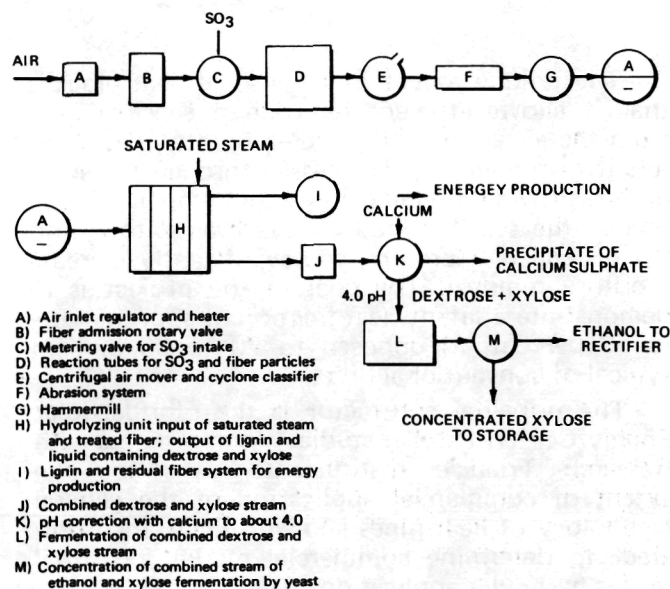 SO3
AIR
A
B
C
D
E
F
G
A
–
SATURATED STEAM
I
ENERGEY PRODUCTION
CALCIUM
A
–
H
J
K
PRECIPITATE OF
CALCIUM SULPHATE
4.0 pH
DEXTROSE + XYLOSE
L
M
ETHANOL TO
RECTIFIER
CONCENTRATED XYLOSE
TO STORAGE
A) Air inlet regulator and heater
B) Fiber admission rotary valve
C) Metering valve for SO3 intake
D) Reaction tubes for SO3 and fiber particles
E) Centrifugal air mover and cyclone classifier
F) Abrasion system
G) Hammermill
H) Hydrolyzing unit input of saturated steam
and treated fiber; output of lignin and
liquid containing dextrose and xylose
I) Lignin and residual fiber system for energy
production
J) Combined dextrose and xylose stream
K) pH correction with calcium to about 4.0
L) Fermentation of combined dextrose and
xylose stream
M) Concentration of combined stream of
ethanol and xylose fermentation by yeast